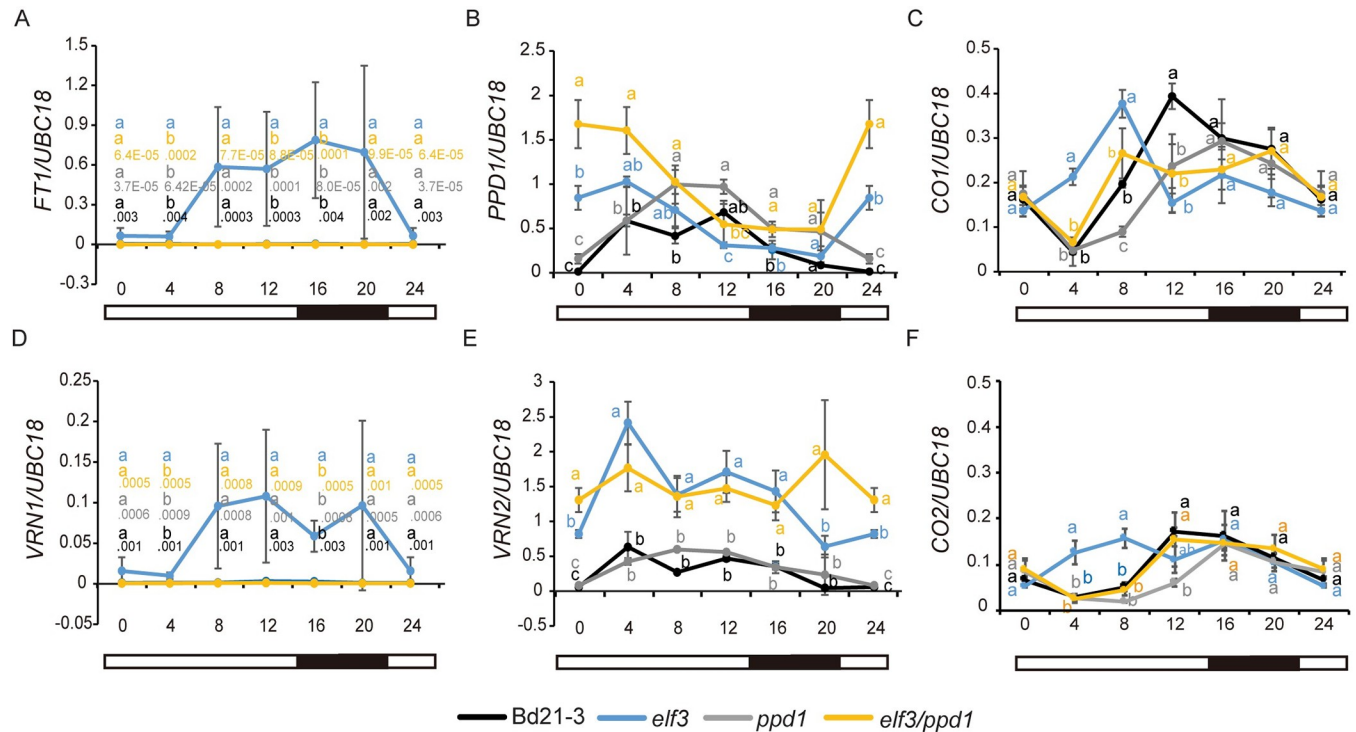 A
FT1/UBC18
1.5
1.2
0.9
0.6
0.3
0
-0.3
a a a a a a a
a b a b b a a
6.4E-05 .0002 7.7E-05 8.8E-05 .0001 9.9E-05 6.4E-05
a b a b b a a
3.7E-05 6.42E-05 .0002 .0001 8.0E-05 .002 3.7E-05
a b a b b a a
.003 .004 .0003 .0003 .004 .002 .003
0 4 8 12 16 20 24
B
PPD1/UBC18
2.5
2
1.5
1
0.5
0
a a a a a a a
b ab ab c b a b
c b a a a a c
c b b ab b a c
bc
0 4 8 12 16 20 24
C
CO1/UBC18
0.5
0.4
0.3
0.2
0.1
0
a a a a a a a
a b b b a a a
a b c b a a a
a b b a a a a
0 4 8 12 16 20 24
D
VRN1/UBC18
0.25
0.2
0.15
0.1
0.05
0
-0.05
a a a a b a a
a b a a b a a
.0005 .0005 .0008 .0009 .0005 .001 .0005
a b a a b a a
.0006 .0009 .0008 .001 .0006 .0005 .0006
a b a a b a a
.001 .001 .001 .003 .003 .001 .001
0 4 8 12 16 20 24
E
VRN2/UBC18
3
2.5
2
1.5
1
0.5
0
-0.5
a a a a a a a
b a a a a b b
c b b b b b c
c b b b b b c
0 4 8 12 16 20 24
F
CO2/UBC18
0.5
0.4
0.3
0.2
0.1
0
a a a ab a a a
a b b a a a a
a b b b a a a
a b b a a a a
0 4 8 12 16 20 24
Bd21-3 elf3 ppd1 elf3/ppd1